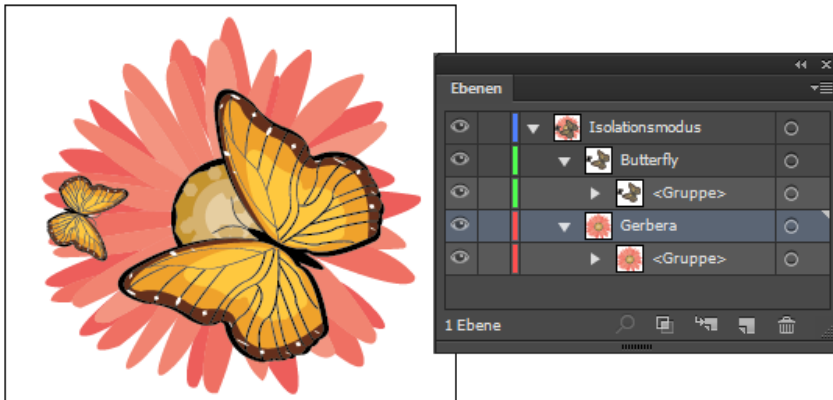 Ebenen
Isolationsmodus
Butterfly
<Gruppe>
Gerbera
<Gruppe>
1 Ebene